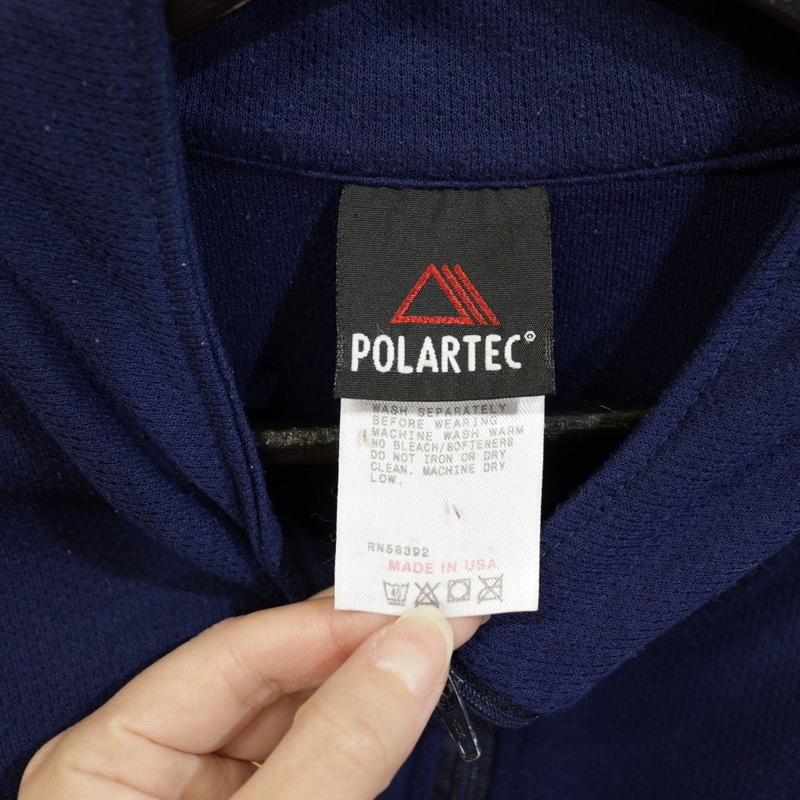 POLARTEC®
WASH SEPARATELY
BEFORE WEARING
MACHINE WASH WARM
NO BLEACH/SOFTENERS
DO NOT IRON OR DRY
CLEAN. MACHINE DRY
LOW.
RN58392
MADE IN USA
40